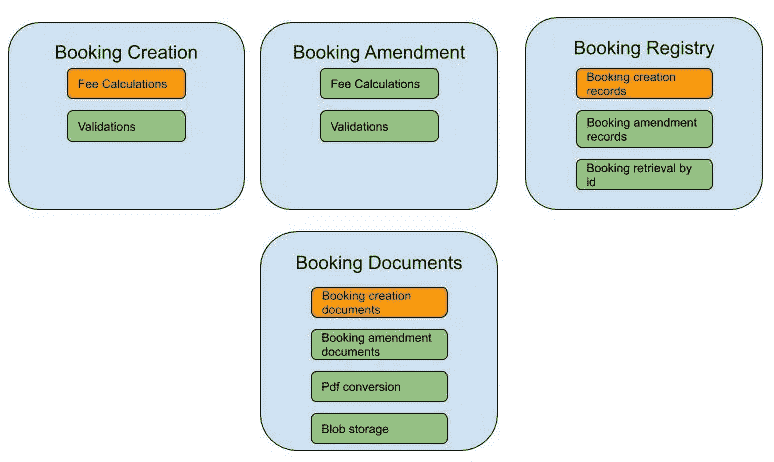 Booking Creation
Fee Calculations
Validations
Booking Amendment
Fee Calculations
Validations
Booking Registry
Booking creation
records
Booking amendment
records
Booking retrieval by
id
Booking Documents
Booking creation
documents
Booking amendment
documents
Pdf conversion
Blob storage